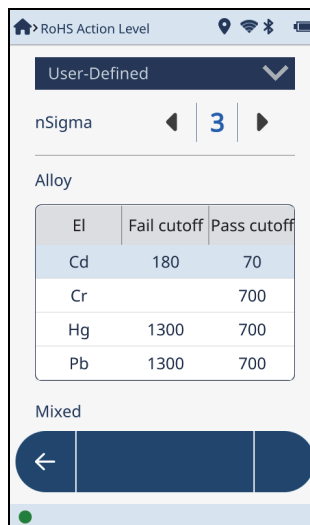 RoHS Action Level
User-Defined
nSigma 3
Alloy
El Fail cutoff Pass cutoff
Cd 180 70
Cr 700
Hg 1300 700
Pb 1300 700
Mixed